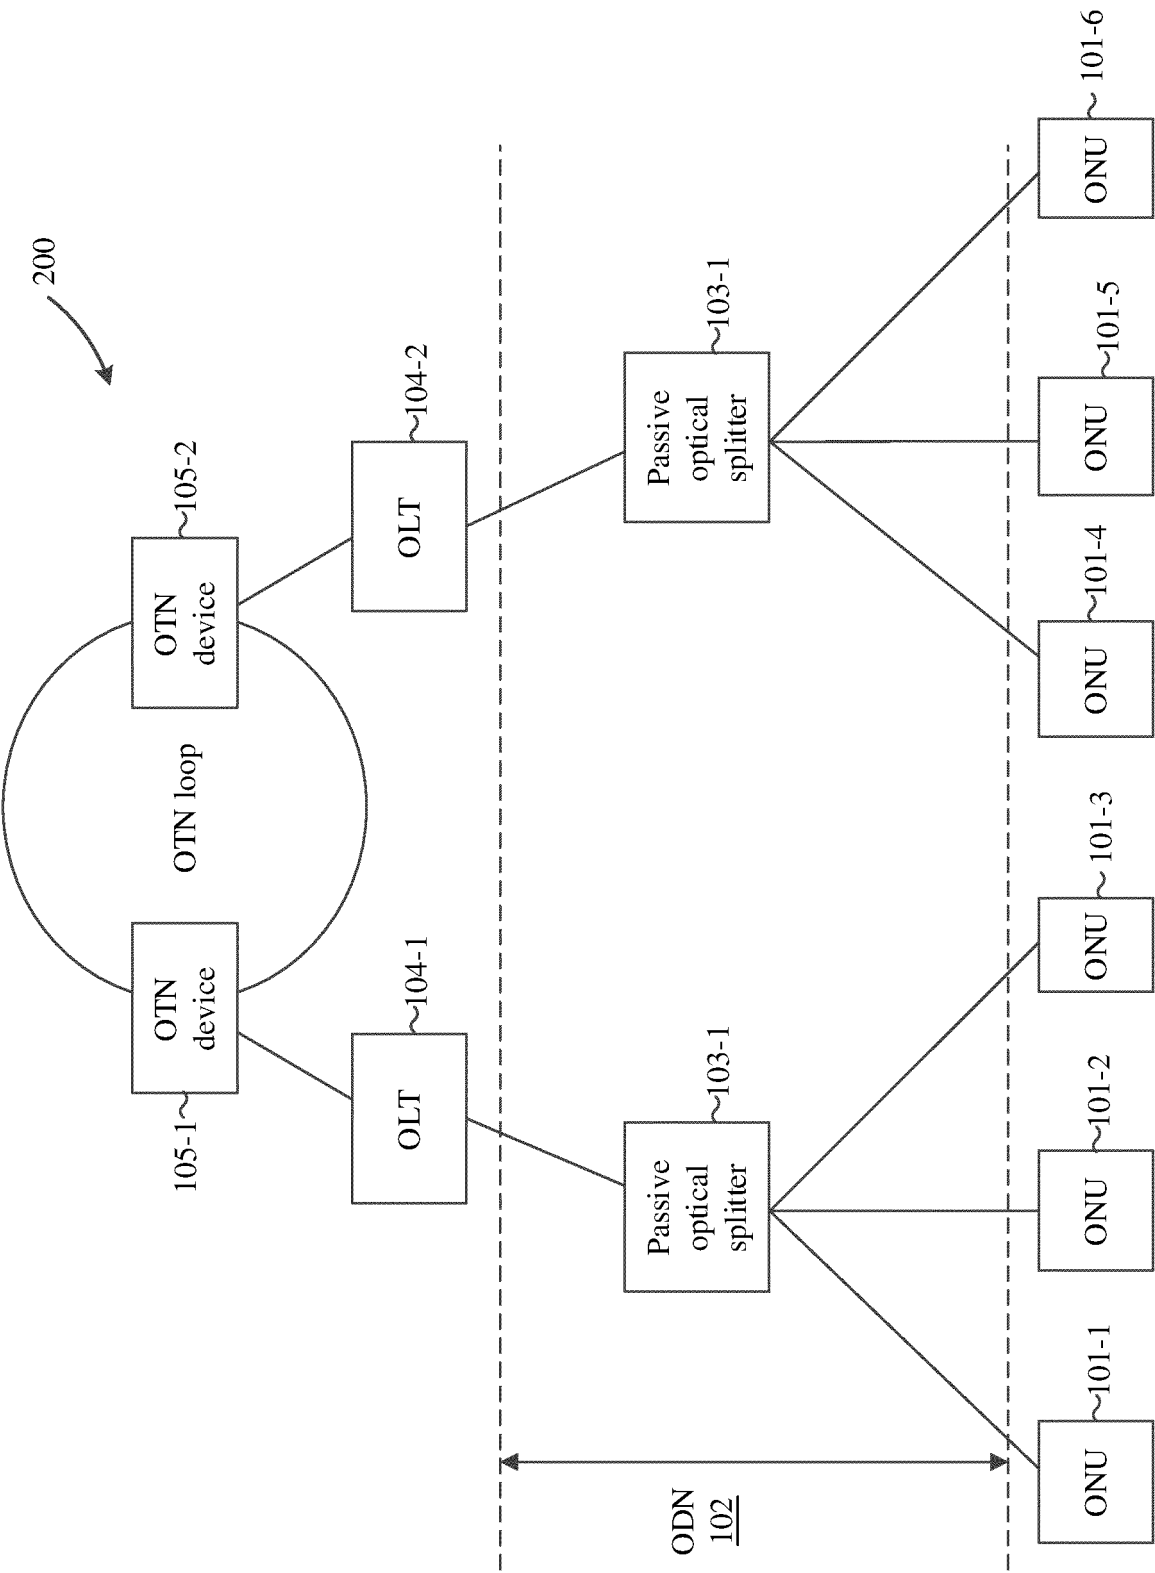 200
OTN
device
105-1
OTN loop
OTN
device
105-2
OLT
104-1
OLT
104-2
ODN
102
Passive
optical
splitter
103-1
Passive
optical
splitter
103-1
ONU
101-1
ONU
101-2
ONU
101-3
ONU
101-4
ONU
101-5
ONU
101-6